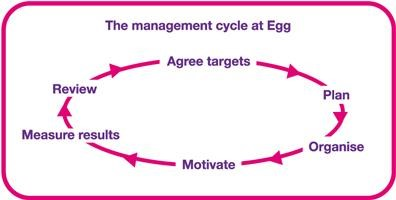 The management cycle at Egg
Agree targets
Plan
Organise
Motivate
Measure results
Review